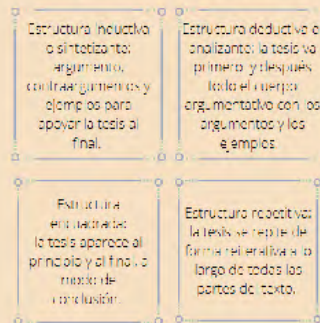 Estructura inductiva
o sintetizante:
argumento,
contraargumentos y
ejemplos para
apoyar la tesis al
final.
Estructura deductiva o
analizante: la tesis va
primero y después
todo el cuerpo
argumentativo con los
argumentos y los
ejemplos.
Estructura
encuadrada:
la tesis aparece al
principio y al final, a
modo de
conclusión.
Estructura repetitiva:
la tesis se repite de
forma reiterativa a lo
largo de todas las
partes del texto.